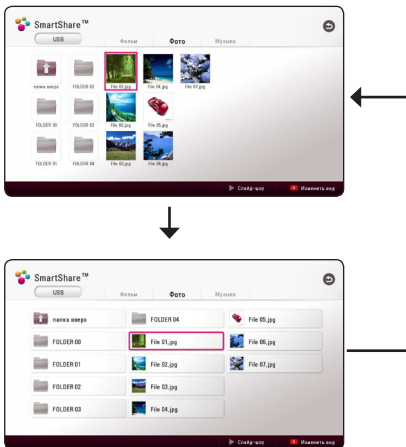 SmartShare™
USB
Фильм Фото Музыка
папка вверх FOLDER 02 File 01.jpg File 04.jpg File 07.jpg
FOLDER 00 FOLDER 03 File 02.jpg File 05.jpg
FOLDER 01 FOLDER 04 File 03.jpg File 06.jpg
Слайд-шоу Изменить вид
SmartShare™
USB
Фильм Фото Музыка
папка вверх FOLDER 04 File 05.jpg
FOLDER 00 File 01.jpg File 06.jpg
FOLDER 01 File 02.jpg File 07.jpg
FOLDER 02 File 03.jpg
FOLDER 03 File 04.jpg
Слайд-шоу Изменить вид